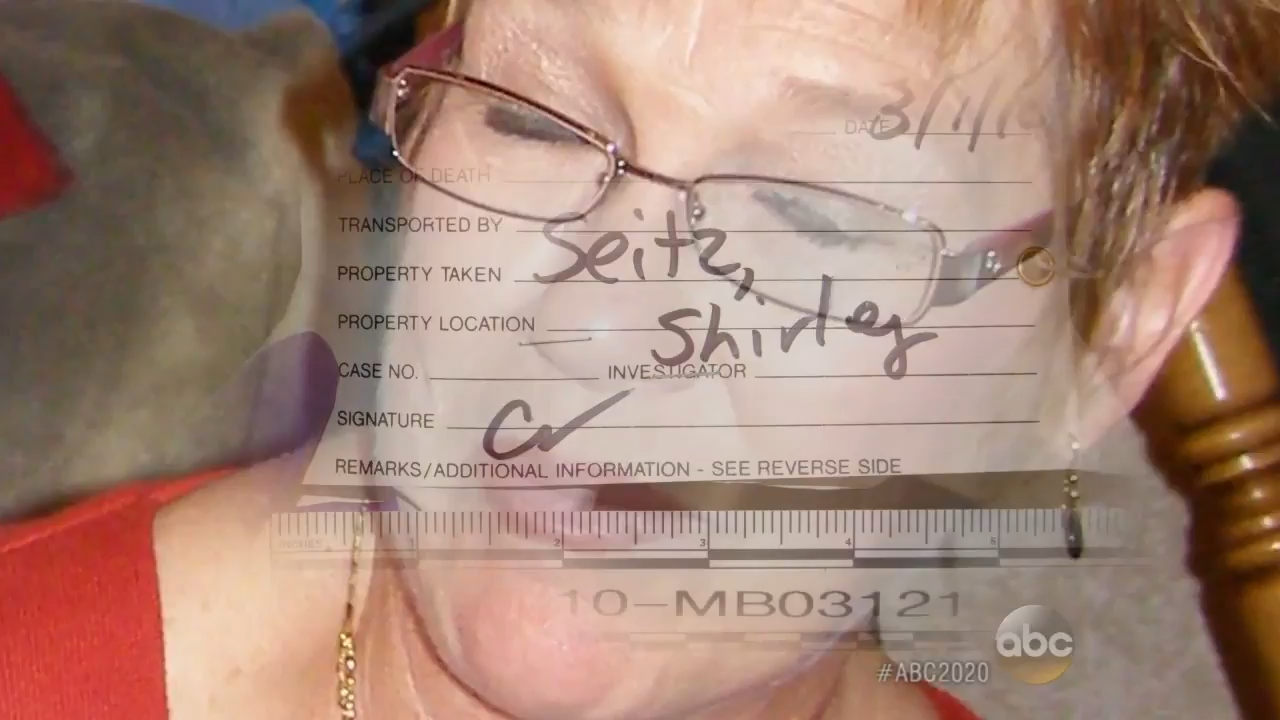 DATE 3/1/1
PLACE OF DEATH
TRANSPORTED BY
Seitz,
PROPERTY TAKEN
Shirley
PROPERTY LOCATION
CASE NO. INVESTIGATOR
SIGNATURE
REMARKS/ADDITIONAL INFORMATION - SEE REVERSE SIDE
INCHES 1 2 3 4 5
10-MB03121
abc
#ABC2020